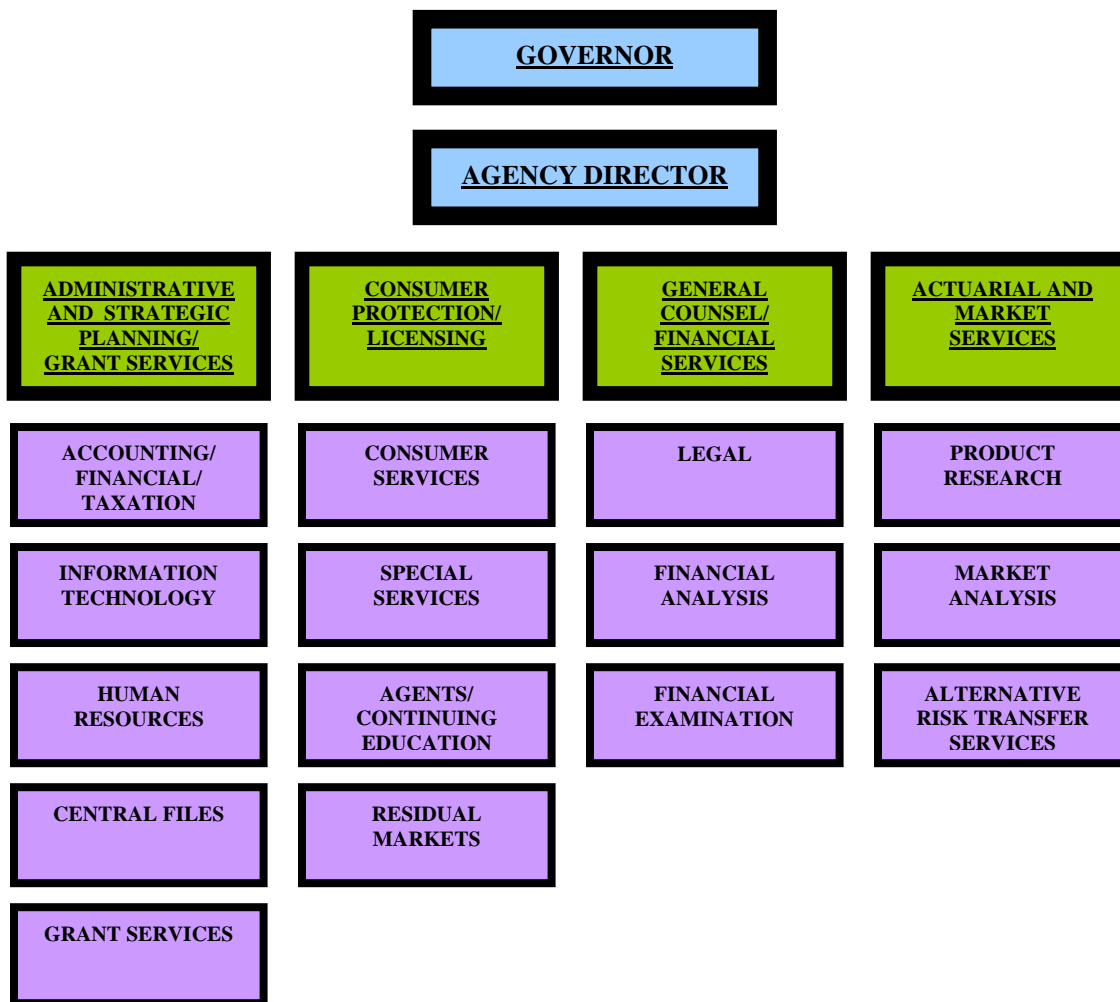 GOVERNOR
AGENCY DIRECTOR
ADMINISTRATIVE
AND STRATEGIC
PLANNING/
GRANT SERVICES
CONSUMER
PROTECTION/
LICENSING
GENERAL
COUNSEL/
FINANCIAL
SERVICES
ACTUARIAL AND
MARKET
SERVICES
ACCOUNTING/
FINANCIAL/
TAXATION
CONSUMER
SERVICES
LEGAL
PRODUCT
RESEARCH
INFORMATION
TECHNOLOGY
SPECIAL
SERVICES
FINANCIAL
ANALYSIS
MARKET
ANALYSIS
HUMAN
RESOURCES
AGENTS/
CONTINUING
EDUCATION
FINANCIAL
EXAMINATION
ALTERNATIVE
RISK TRANSFER
SERVICES
CENTRAL FILES
RESIDUAL
MARKETS
GRANT SERVICES